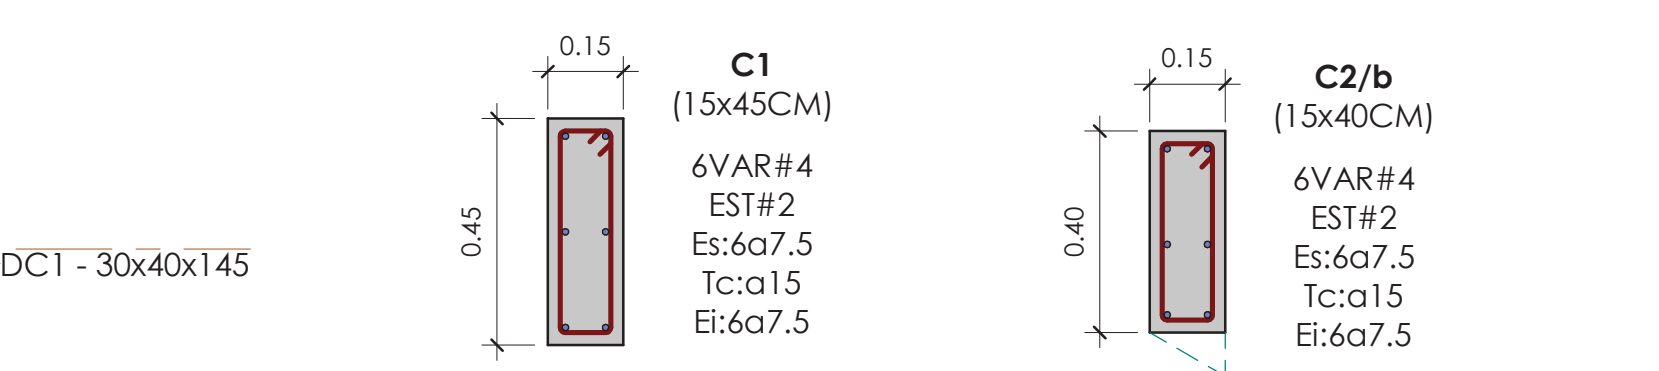 DC1 - 30x40x145
0.15
0.45
C1
(15x45CM)
6VAR#4
EST#2
Es:6a7.5
Tc:a15
Ei:6a7.5
0.15
0.40
C2/b
(15x40CM)
6VAR#4
EST#2
Es:6a7.5
Tc:a15
Ei:6a7.5